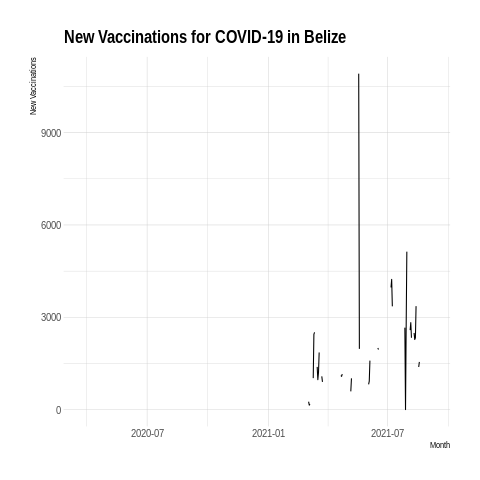 New Vaccinations for COVID-19 in Belize
New Vaccinations
9000
6000
3000
0
2020-07
2021-01
2021-07
Month